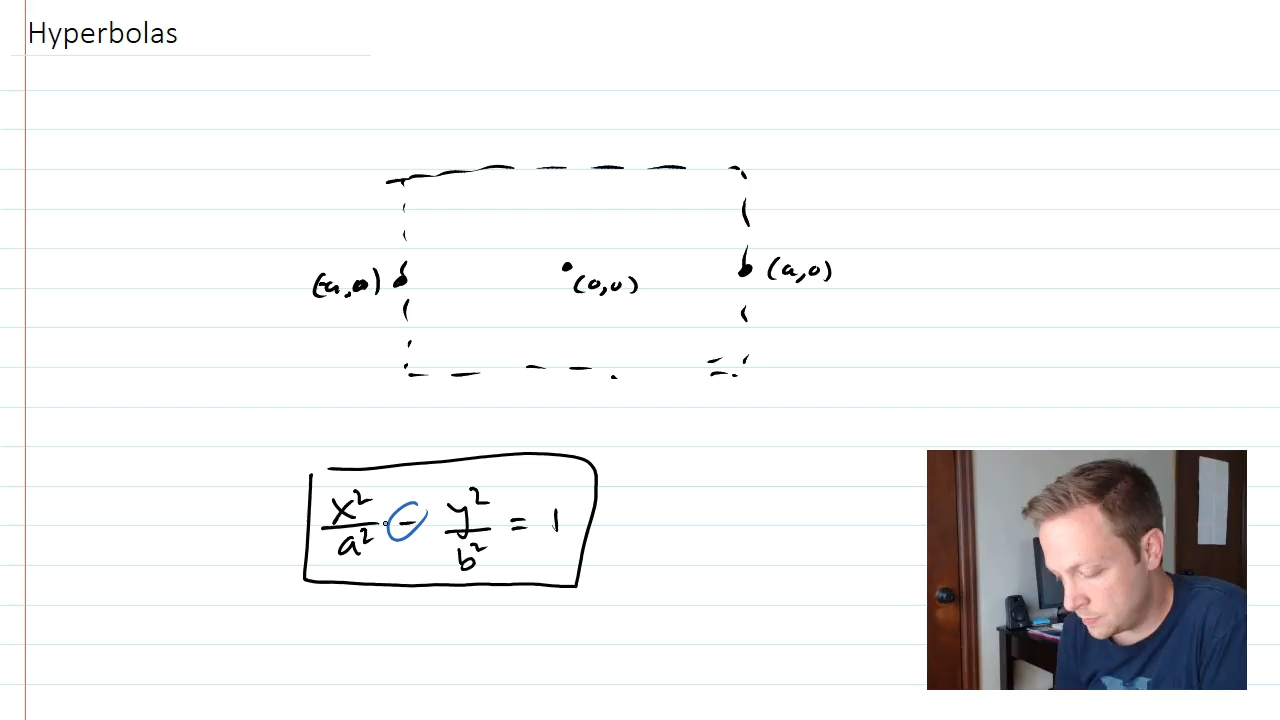 Hyperbolas
(-a,0) (0,0) (a,0)
x²/a² - y²/b² = 1